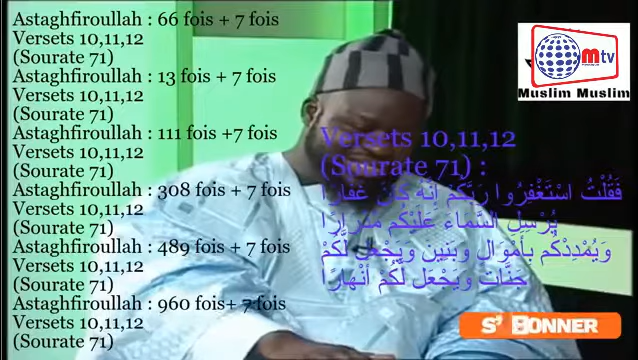 Astaghfiroullah : 66 fois + 7 fois
Versets 10,11,12
(Sourate 71)
Astaghfiroullah : 13 fois + 7 fois
Versets 10,11,12
(Sourate 71)
Astaghfiroullah : 111 fois +7 fois
Versets 10,11,12
(Sourate 71)
Astaghfiroullah : 308 fois + 7 fois
Versets 10,11,12
(Sourate 71)
Astaghfiroullah : 489 fois + 7 fois
Versets 10,11,12
(Sourate 71)
Astaghfiroullah : 960 fois+ 7 fois
Versets 10,11,12
(Sourate 71)
mtv
Muslim Muslim
Versets 10,11,12
(Sourate 71) :
فَقُلْتُ اسْتَغْفِرُوا رَبَّكُمْ إِنَّهُ كَانَ غَفَّارًا
يُرْسِلِ السَّمَاء عَلَيْكُم مِّدْرَارًا
وَيُمْدِدْكُم بِأَمْوَالٍ وَبَنِينَ وَيَجْعَل لَّكُمْ
جَنَّاتٍ وَيَجْعَل لَّكُمْ أَنْهَارًا
S' BONNER